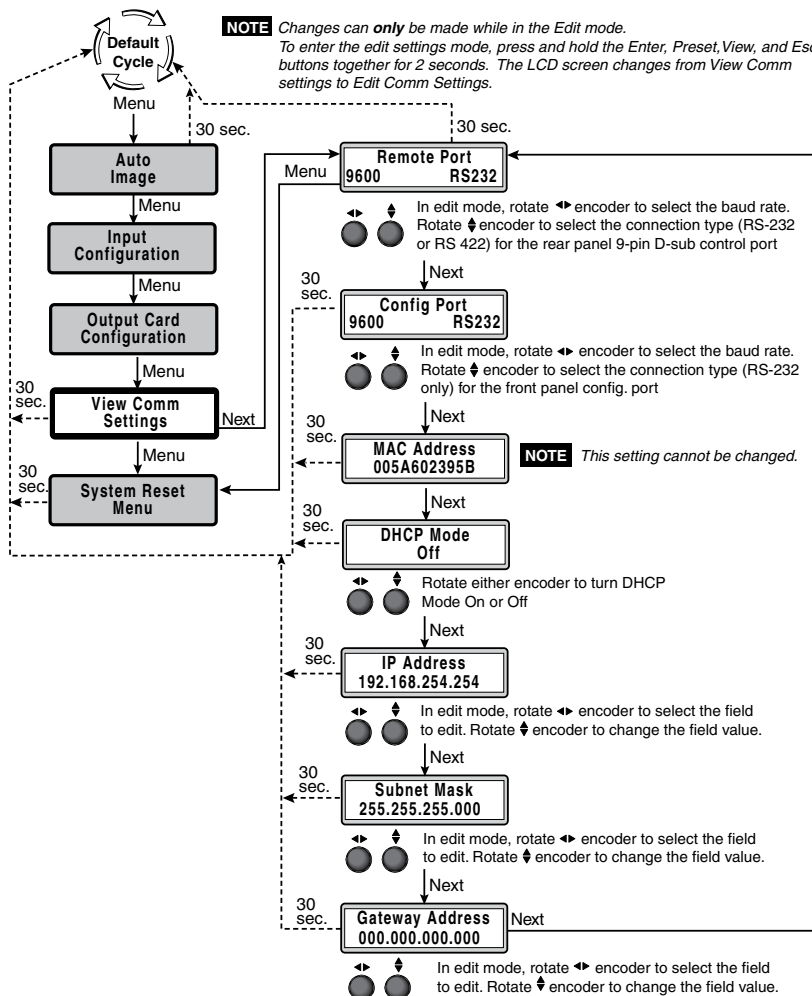 NOTE Changes can only be made while in the Edit mode.
To enter the edit settings mode, press and hold the Enter, Preset,View, and Esc
buttons together for 2 seconds. The LCD screen changes from View Comm
settings to Edit Comm Settings.
Default
Cycle
Menu
30 sec.
Auto
Image
Menu
Input
Configuration
Menu
Output Card
Configuration
Menu
30
sec.
View Comm
Settings
Next
Menu
30
sec.
System Reset
Menu
30 sec.
Menu
Remote Port
9600 RS232
In edit mode, rotate encoder to select the baud rate.
Rotate encoder to select the connection type (RS-232
or RS 422) for the rear panel 9-pin D-sub control port
Next
30
sec.
Config Port
9600 RS232
In edit mode, rotate encoder to select the baud rate.
Rotate encoder to select the connection type (RS-232
only) for the front panel config. port
Next
30
sec.
MAC Address
005A602395B
NOTE This setting cannot be changed.
Next
30
sec.
DHCP Mode
Off
Rotate either encoder to turn DHCP
Mode On or Off
Next
30
sec.
IP Address
192.168.254.254
In edit mode, rotate encoder to select the field
to edit. Rotate encoder to change the field value.
Next
30
sec.
Subnet Mask
255.255.255.000
In edit mode, rotate encoder to select the field
to edit. Rotate encoder to change the field value.
Next
30
sec.
Gateway Address
000.000.000.000
Next
In edit mode, rotate encoder to select the field
to edit. Rotate encoder to change the field value.